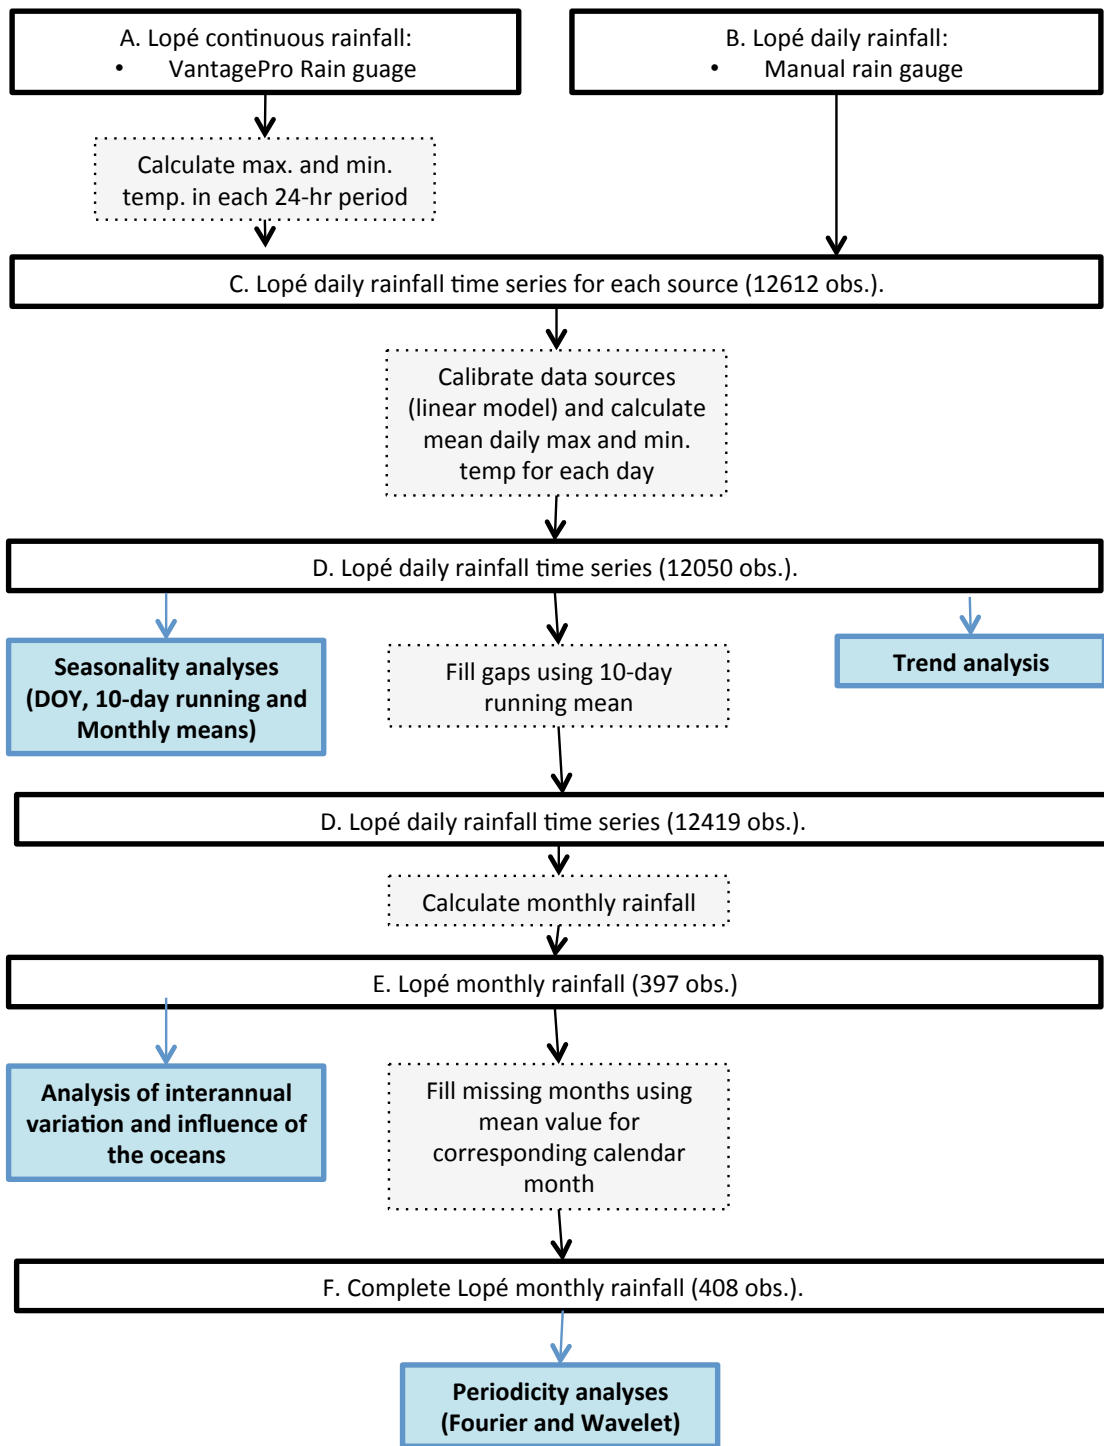 A. Lopé continuous rainfall:
• VantagePro Rain guage
B. Lopé daily rainfall:
• Manual rain gauge
Calculate max. and min.
temp. in each 24-hr period
C. Lopé daily rainfall time series for each source (12612 obs.).
Calibrate data sources
(linear model) and calculate
mean daily max and min.
temp for each day
D. Lopé daily rainfall time series (12050 obs.).
Seasonality analyses
(DOY, 10-day running and
Monthly means)
Fill gaps using 10-day
running mean
Trend analysis
D. Lopé daily rainfall time series (12419 obs.).
Calculate monthly rainfall
E. Lopé monthly rainfall (397 obs.)
Analysis of interannual
variation and influence of
the oceans
Fill missing months using
mean value for
corresponding calendar
month
F. Complete Lopé monthly rainfall (408 obs.).
Periodicity analyses
(Fourier and Wavelet)